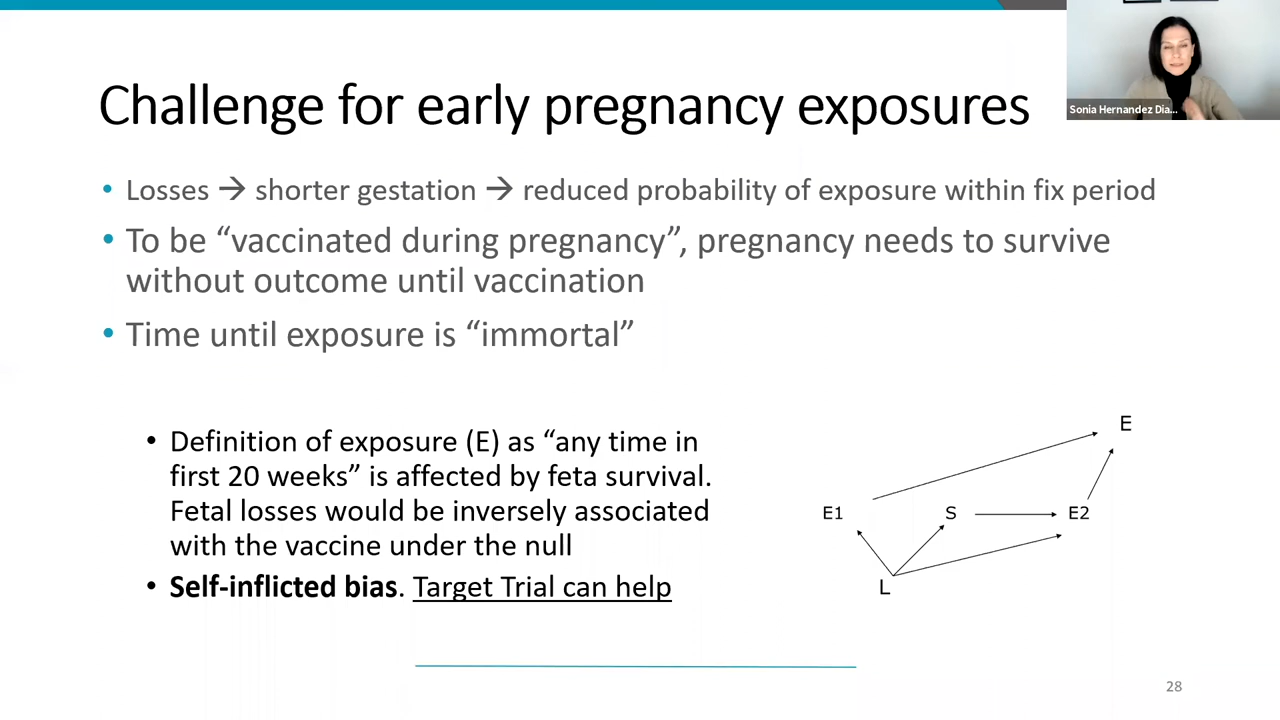 Challenge for early pregnancy exposures
Sonia Hernandez Dia...
• Losses → shorter gestation → reduced probability of exposure within fix period
• To be “vaccinated during pregnancy”, pregnancy needs to survive
without outcome until vaccination
• Time until exposure is “immortal”
• Definition of exposure (E) as “any time in
first 20 weeks” is affected by feta survival.
Fetal losses would be inversely associated
with the vaccine under the null
• Self-inflicted bias. Target Trial can help
E
E1 S E2
L
28